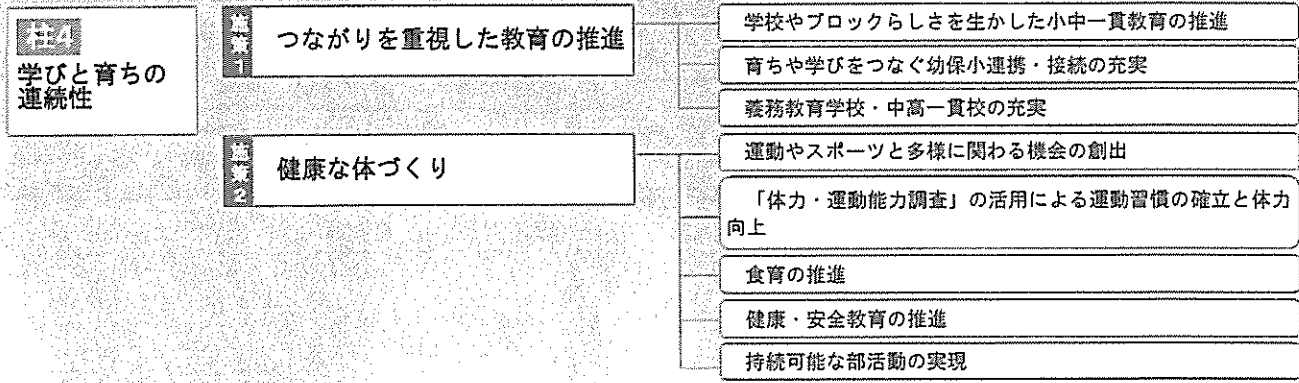 柱4
学びと育ちの
連続性
施策1
つながりを重視した教育の推進
学校やブロックらしさを生かした小中一貫教育の推進
育ちや学びをつなぐ幼保小連携・接続の充実
義務教育学校・中高一貫校の充実
施策2
健康な体づくり
運動やスポーツと多様に関わる機会の創出
「体力・運動能力調査」の活用による運動習慣の確立と体力
向上
食育の推進
健康・安全教育の推進
持続可能な部活動の実現